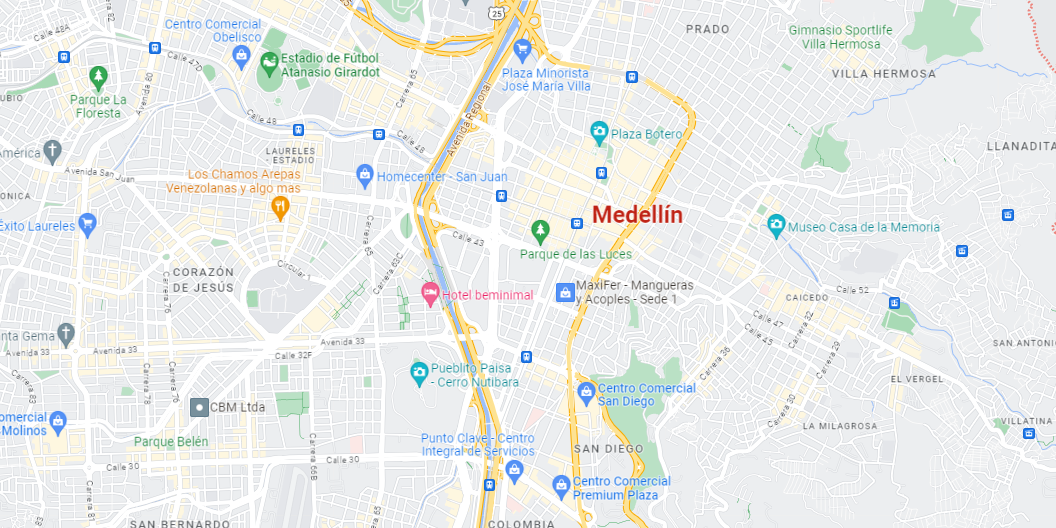 Calle 48A
Centro Comercial
Obelisco
25
PRADO
Gimnasio Sportlife
Villa Hermosa
Carrera 80
Calle 47D
Estadio de Fútbol
Atanasio Girardot
Carrera 65
Plaza Minorista
José María Villa
VILLA HERMOSA
Parque La
Floresta
Avenida Regional
Calle 48
Calle 48
Plaza Botero
América
LAURELES
- ESTADIO
LLANADITA
Avenida San Juan
Los Chamos Arepas
Venezolanas y algo mas
Homecenter - San Juan
Medellín
Éxito Laureles
Museo Casa de la Memoria
Calle 43
Carrera 65
Parque de las Luces
Circular 1
Carrera 63C
CORAZÓN
DE JESÚS
MaxiFer - Mangueras
y Acoples - Sede 1
Hotel beminimal
Calle 52
CAICEDO
Calle 47
Calle 45
Carrera 32
Santa Gema
Avenida 33
Avenida 33
Calle 32F
Carrera 36
Carrera 29
SAN ANTONIO
Carrera 83
Carrera 78
Carrera 76
Pueblito Paisa
- Cerro Nutibara
EL VERGEL
Centro Comercial
San Diego
Carrera 30
CBM Ltda
omercial
Molinos
LA MILAGROSA
VILLATINA
Parque Belén
Punto Clave - Centro
Integral de Servicios
SAN DIEGO
Calle 30
Calle 30
Carrera 66B
Centro Comercial
Premium Plaza
Carrera 81
SAN BERNARDO
COLOMBIA